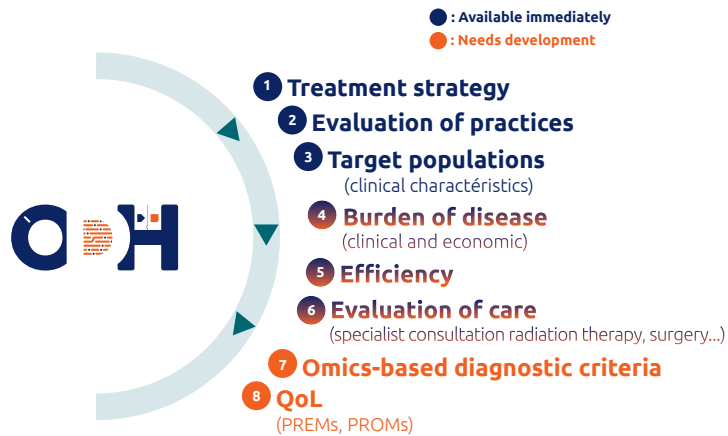 : Available immediately
: Needs development
1 Treatment strategy
2 Evaluation of practices
3 Target populations
(clinical charactéristics)
4 Burden of disease
(clinical and economic)
5 Efficiency
6 Evaluation of care
(specialist consultation radiation therapy, surgery...)
ODH
7 Omics-based diagnostic criteria
8 QoL
(PREMs, PROMs)